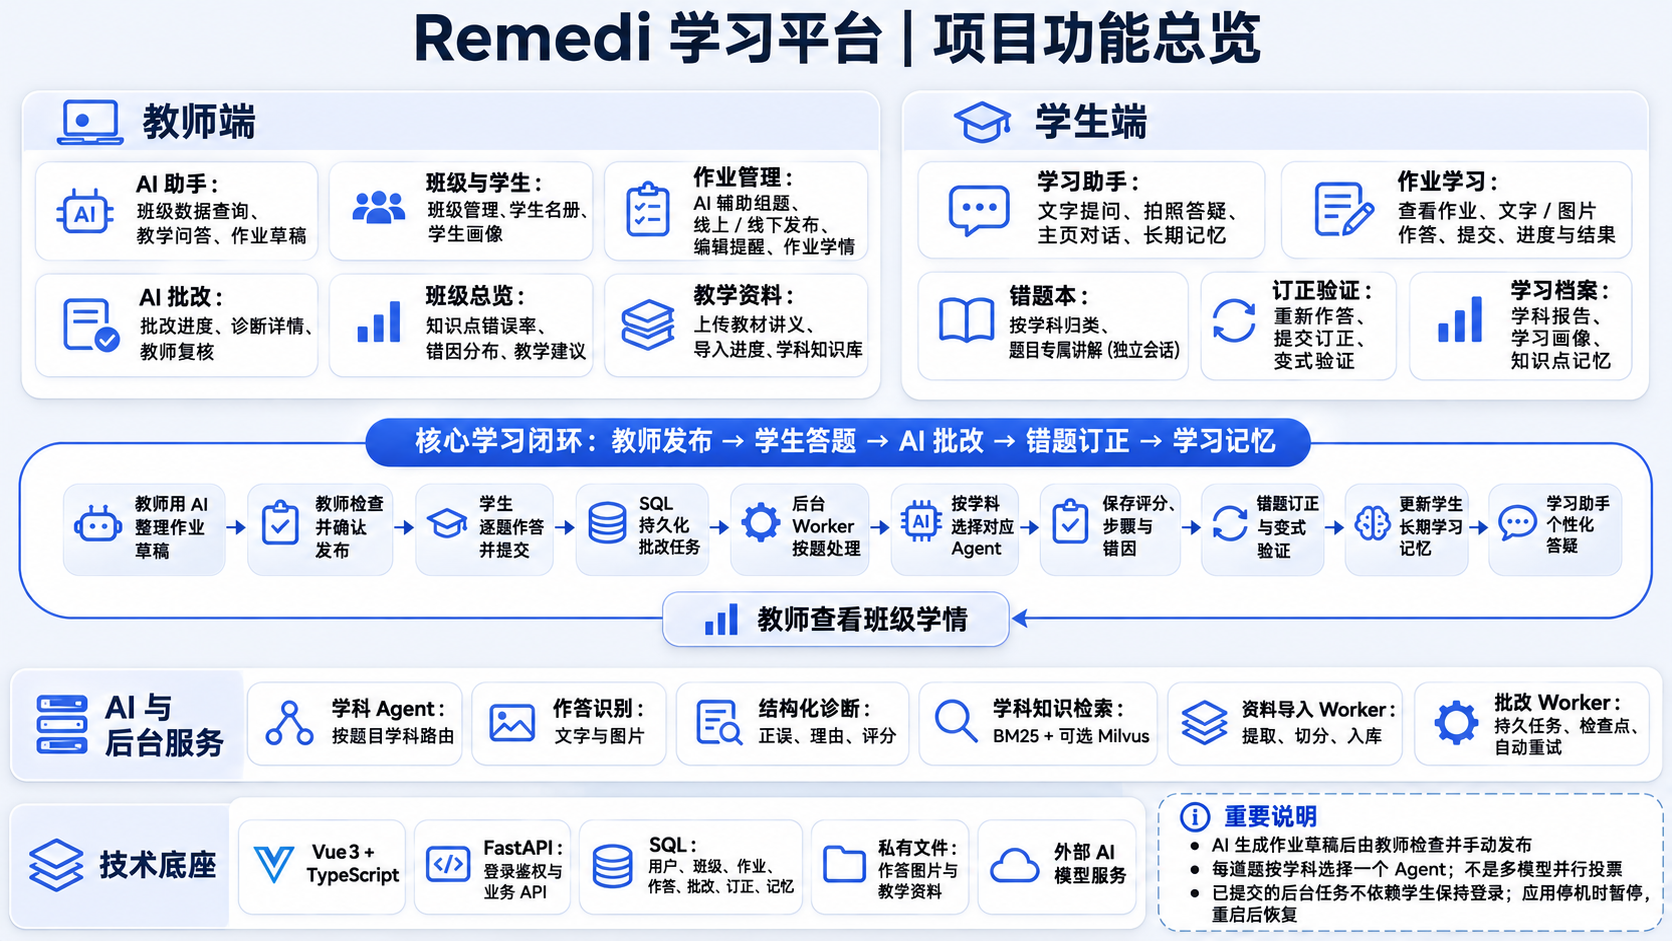 Remedi 学习平台 | 项目功能总览
教师端
AI 助手：
班级数据查询、
教学问答、作业草稿
班级与学生：
班级管理、学生名册、
学生画像
作业管理：
AI 辅助组题、
线上 / 线下发布、
编辑提醒、作业学情
AI 批改：
批改进度、诊断详情、
教师复核
班级总览：
知识点错误率、
错因分布、教学建议
教学资料：
上传教材讲义、
导入进度、学科知识库
学生端
学习助手：
文字提问、拍照答疑、
主页对话、长期记忆
作业学习：
查看作业、文字 / 图片
作答、提交、进度与结果
错题本：
按学科归类、
题目专属讲解 (独立会话)
订正验证：
重新作答、
提交订正、
变式验证
学习档案：
学科报告、
学习画像、
知识点记忆
核心学习闭环：教师发布 → 学生答题 → AI 批改 → 错题订正 → 学习记忆
教师用 AI
整理作业
草稿
教师检查
并确认
发布
学生
逐题作答
并提交
SQL
持久化
批改任务
后台
Worker
按题处理
AI
按学科
选择对应
Agent
保存评分、
步骤与
错因
错题订正
与变式
验证
更新学生
长期学习
记忆
学习助手
个性化
答疑
教师查看班级学情
AI 与
后台服务
学科 Agent：
按题目学科路由
作答识别：
文字与图片
结构化诊断：
正误、理由、评分
学科知识检索：
BM25 + 可选 Milvus
资料导入 Worker：
提取、切分、入库
批改 Worker：
持久任务、检查点、
自动重试
技术底座
Vue 3 +
TypeScript
FastAPI：
登录鉴权与
业务 API
SQL：
用户、班级、作业、
作答、批改、订正、记忆
私有文件：
作答图片与
教学资料
外部 AI
模型服务
重要说明
• AI 生成作业草稿后由教师检查并手动发布
• 每道题按学科选择一个 Agent；不是多模型并行投票
• 已提交的后台任务不依赖学生保持登录；应用停机时暂停，
重启后恢复